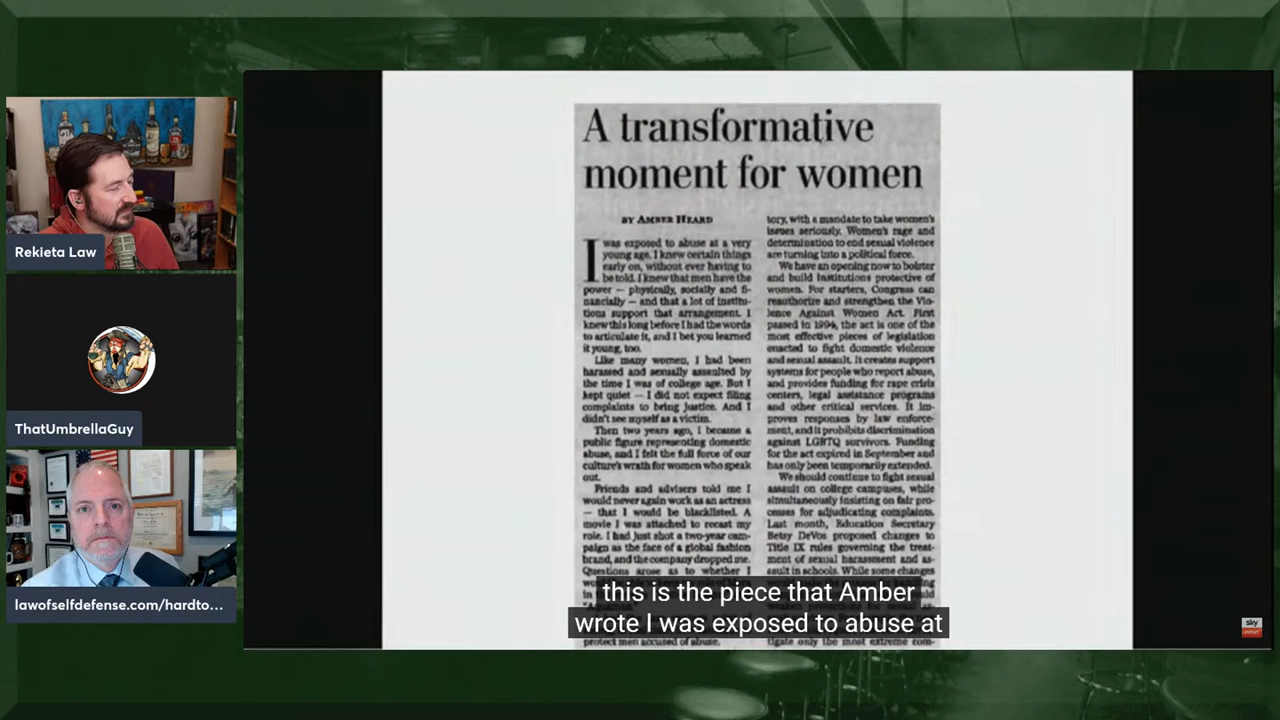 Rekieta Law
ThatUmbrellaGuy
lawofselfdefense.com/hardto...
A transformative
moment for women
BY AMBER HEARD
I was exposed to abuse at a very
young age. I knew certain things
early on, without ever having to
be told. I knew that men have the
power — physically, socially and fi-
nancially — and that a lot of institu-
tions support that arrangement. I
knew this long before I had the words
to articulate it, and I bet you learned
it young, too.
Like many women, I had been
harassed and sexually assaulted by
the time I was of college age. But I
kept quiet — I did not expect filing
complaints to bring justice. And I
didn't see myself as a victim.
Then two years ago, I became a
public figure representing domestic
abuse, and I felt the full force of our
culture's wrath for women who speak
out.
Friends and advisers told me I
would never again work as an actress
— that I would be blacklisted. A
movie I was attached to recast my
role. I had just shot a two-year cam-
paign as the face of a global fashion
brand, and the company dropped me.
Questions arose as to whether I
protect men accused of abuse.
tory, with a mandate to take women's
issues seriously. Women's rage and
determination to end sexual violence
are turning into a political force.
We have an opening now to bolster
and build institutions protective of
women. For starters, Congress can
reauthorize and strengthen the Vio-
lence Against Women Act. First
passed in 1994, the act is one of the
most effective pieces of legislation
enacted to fight domestic violence
and sexual assault. It creates support
systems for people who report abuse,
and provides funding for rape crisis
centers, legal assistance programs
and other critical services. It im-
proves responses by law enforce-
ment, and it prohibits discrimination
against LGBTQ survivors. Funding
for the act expired in September and
has only been temporarily extended.
We should continue to fight sexual
assault on college campuses, while
simultaneously insisting on fair pro-
cesses for adjudicating complaints.
Last month, Education Secretary
Betsy DeVos proposed changes to
Title IX rules governing the treat-
ment of sexual harassment and as-
sault in schools. While some changes
tigate only the most extreme com-
this is the piece that Amber
wrote I was exposed to abuse at
sky